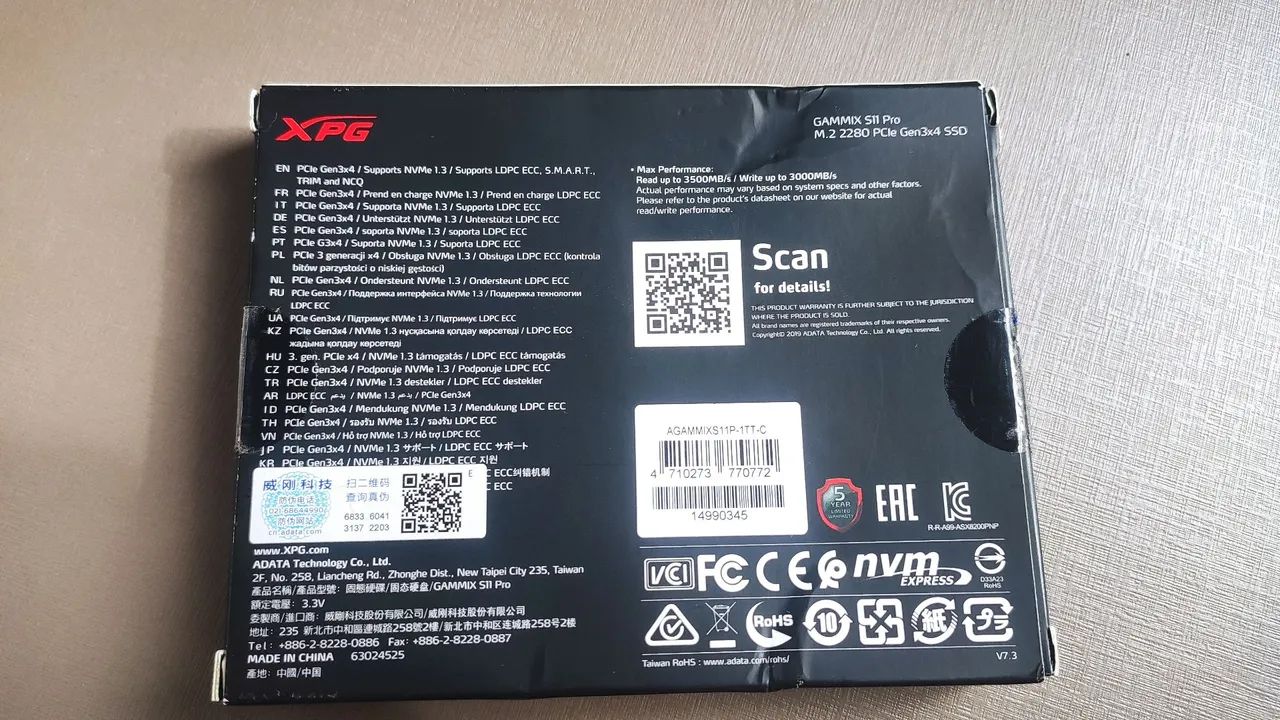 XPG
GAMMIX S11 Pro
M.2 2280 PCIe Gen3x4 SSD
EN PCIe Gen3x4 / Supports NVMe 1.3 / Supports LDPC ECC, S.M.A.R.T.,
TRIM and NCQ
FR PCIe Gen3x4 / Prend en charge NVMe 1.3 / Prend en charge LDPC ECC
IT PCIe Gen3x4 / Supporta NVMe 1.3 / Supporta LDPC ECC
DE PCIe Gen3x4 / Unterstützt NVMe 1.3 / Unterstützt LDPC ECC
ES PCIe Gen3x4 / soporta NVMe 1.3 / soporta LDPC ECC
PT PCIe G3x4 / Suporta NVMe 1.3 / Suporta LDPC ECC
PL PCIe 3 generacji x4 / Obsługa NVMe 1.3 / Obsługa LDPC ECC (kontrola
bitów parzystości o niskiej gęstości)
NL PCIe Gen3x4 / Ondersteunt NVMe 1.3 / Ondersteunt LDPC ECC
RU PCIe Gen3x4 / Поддержка интерфейса NVMe 1.3 / Поддержка технологии
LDPC ECC
UA PCIe Gen3x4 / Підтримує NVMe 1.3 / Підтримує LDPC ECC
KZ PCIe Gen3x4 / NVMe 1.3 нұсқасына қолдау көрсетеді / LDPC ECC
жадына қолдау көрсетеді
HU 3. gen. PCIe x4 / NVMe 1.3 támogatás / LDPC ECC támogatás
CZ PCIe Gen3x4 / Podporuje NVMe 1.3 / Podporuje LDPC ECC
TR PCIe Gen3x4 / NVMe 1.3 destekler / LDPC ECC destekler
AR LDPC ECC يدعم / NVMe 1.3 يدعم / PCIe Gen3x4
ID PCIe Gen3x4 / Mendukung NVMe 1.3 / Mendukung LDPC ECC
TH PCIe Gen3x4 / รองรับ NVMe 1.3 / รองรับ LDPC ECC
VN PCIe Gen3x4 / Hỗ trợ NVMe 1.3 / Hỗ trợ LDPC ECC
JP PCIe Gen3x4 / NVMe 1.3 サポート / LDPC ECC サポート
KR PCIe Gen3x4 / NVMe 1.3 지원 / LDPC ECC 지원
ECC纠错机制
ECC
威刚科技
防伪电话
防伪网站
cn.adata.com
扫二维码
查询真伪
6833 6041
3137 2203
www.XPG.com
ADATA Technology Co., Ltd.
2F, No. 258, Liancheng Rd., Zhonghe Dist., New Taipei City 235, Taiwan
產品名稱/產品型號: 固態硬碟/固态硬盘/GAMMIX S11 Pro
額定電壓: 3.3V
委製商/進口商: 威剛科技股份有限公司/威刚科技股份有限公司
地址: 235 新北市中和區連城路258號2樓/新北市中和区连城路258号2楼
Tel: +886-2-8228-0886 Fax: +886-2-8228-0887
MADE IN CHINA 63024525
產地: 中國/中国
• Max Performance:
Read up to 3500MB/s / Write up to 3000MB/s
Actual performance may vary based on system specs and other factors.
Please refer to the product's datasheet on our website for actual
read/write performance.
Scan
for details!
THIS PRODUCT WARRANTY IS FURTHER SUBJECT TO THE JURISDICTION
WHERE THE PRODUCT IS SOLD.
All brand names are registered trademarks of their respective owners.
Copyright© 2019 ADATA Technology Co., Ltd. All rights reserved.
AGAMMIXS11P-1TT-C
4 710273 770772
14990345
5
YEAR
LIMITED
WARRANTY
EAC
R-R-A99-ASX8200PNP
VCCI FC CE nvm
EXPRESS
D33A23
RoHS
RoHS
10
紙
プラ
Taiwan RoHS : www.adata.com/rohs/
V7.3